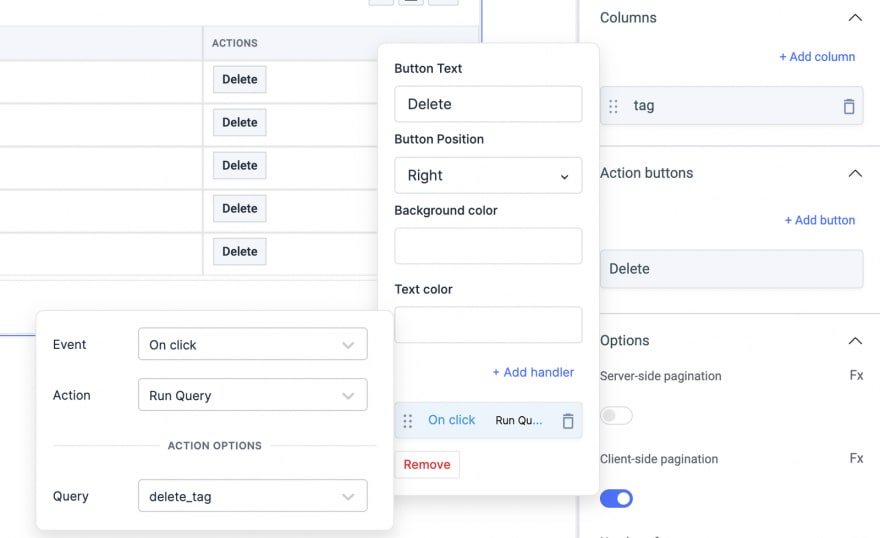 ACTIONS
Delete
Delete
Delete
Delete
Delete
Button Text
Delete
Button Position
Right
Background color
Text color
+ Add handler
On click Run Qu...
Remove
Event On click
Action Run Query
ACTION OPTIONS
Query delete_tag
Columns
+ Add column
tag
Action buttons
+ Add button
Delete
Options
Server-side pagination Fx
Client-side pagination Fx